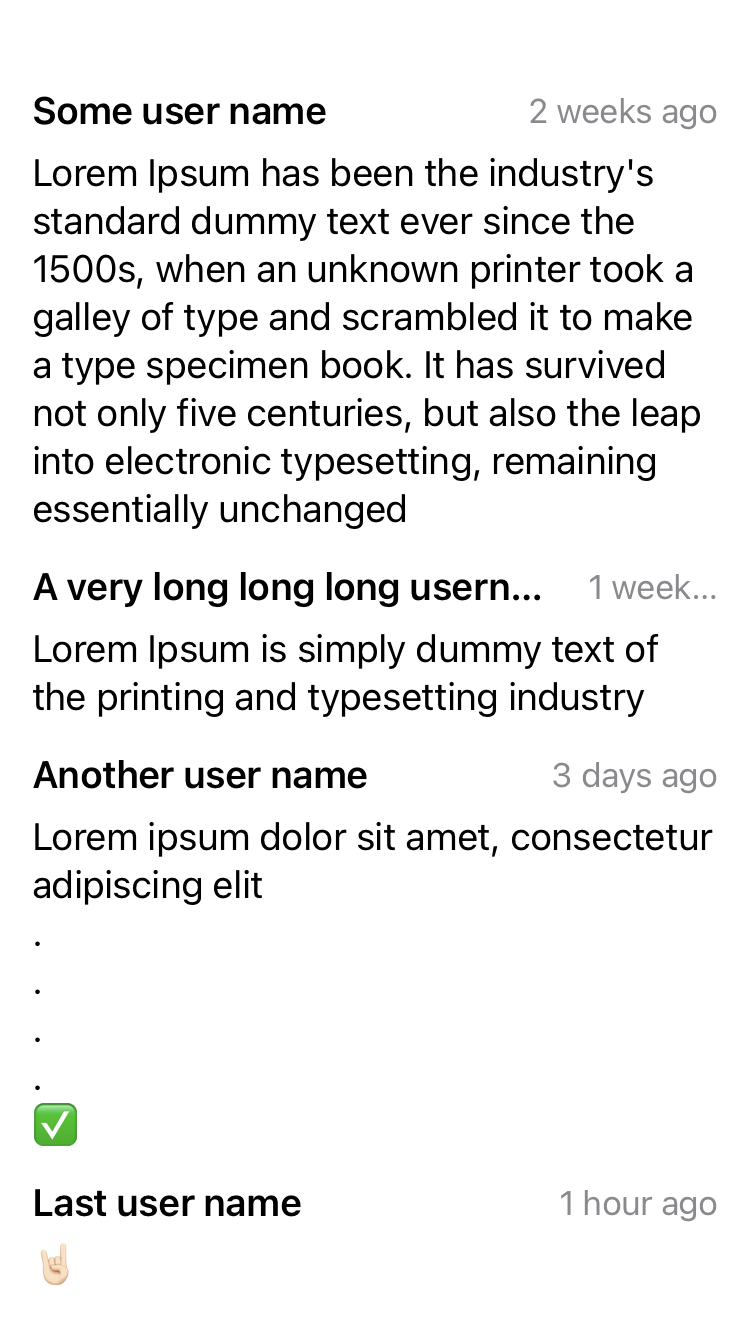 Some user name 2 weeks ago
Lorem Ipsum has been the industry's
standard dummy text ever since the
1500s, when an unknown printer took a
galley of type and scrambled it to make
a type specimen book. It has survived
not only five centuries, but also the leap
into electronic typesetting, remaining
essentially unchanged
A very long long long usern... 1 week...
Lorem Ipsum is simply dummy text of
the printing and typesetting industry
Another user name 3 days ago
Lorem ipsum dolor sit amet, consectetur
adipiscing elit
.
.
.
.
✅
Last user name 1 hour ago
🤘🏻